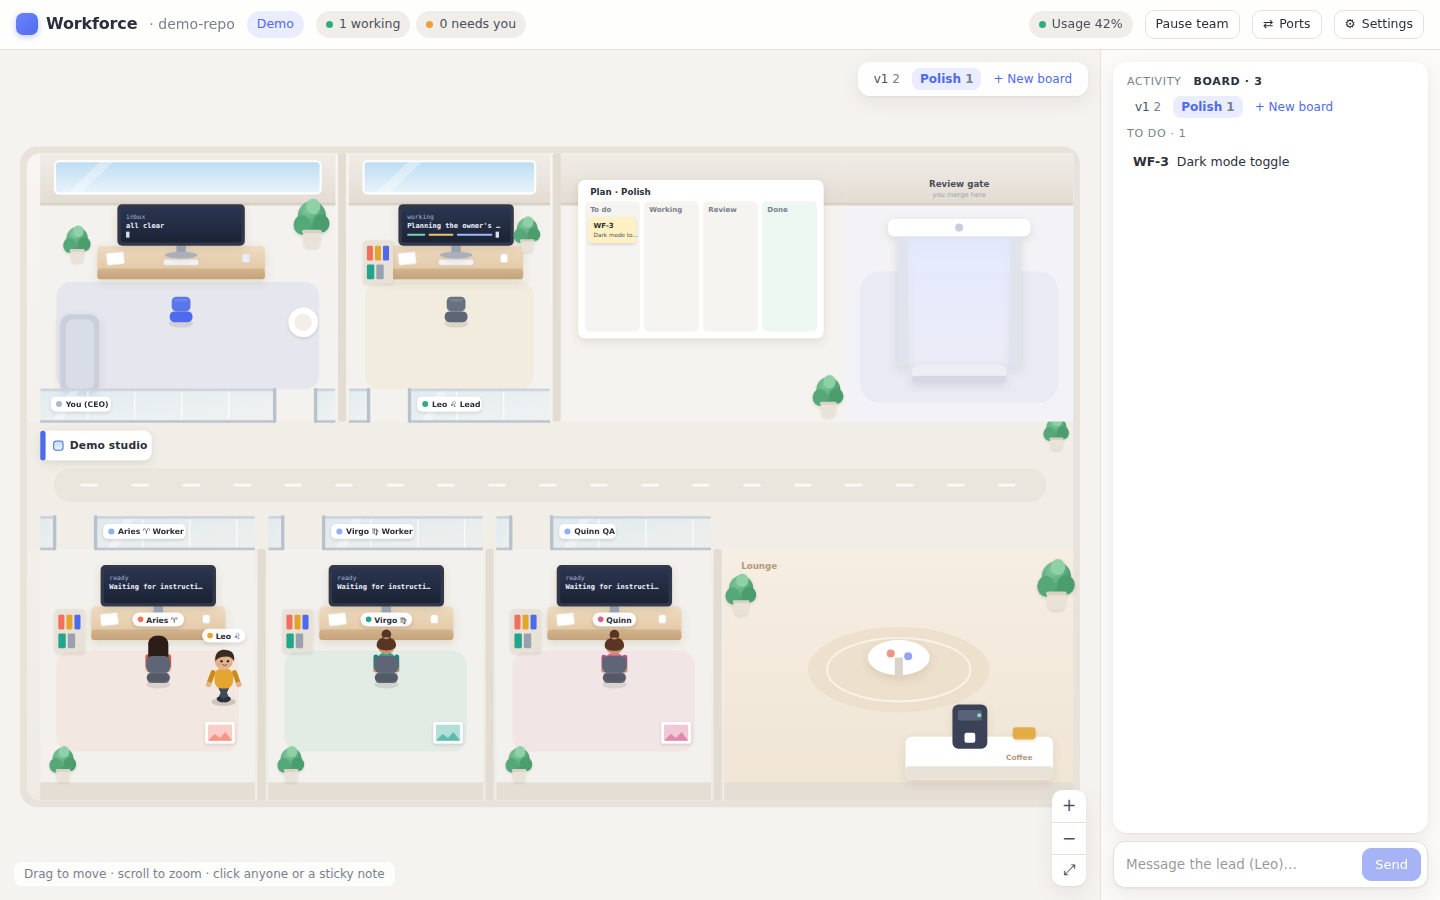 Workforce · demo-repo Demo 1 working 0 needs you Usage 42% Pause team ⇄ Ports ⚙ Settings
v1 2 Polish 1 + New board
ACTIVITY BOARD · 3
v1 2 Polish 1 + New board
TO DO · 1
WF-3 Dark mode toggle
Plan · Polish
To do Working Review Done
WF-3
Dark mode to…
Review gate
you merge here
inbox
all clear
working
Planning the owner's …
You (CEO)
Leo ♌ Lead
Demo studio
Aries ♈ Worker
Virgo ♍ Worker
Quinn QA
ready
Waiting for instructi…
ready
Waiting for instructi…
ready
Waiting for instructi…
Aries ♈
Leo ♌
Virgo ♍
Quinn
Lounge
Coffee
+
−
⤢
Drag to move · scroll to zoom · click anyone or a sticky note
Message the lead (Leo)… Send